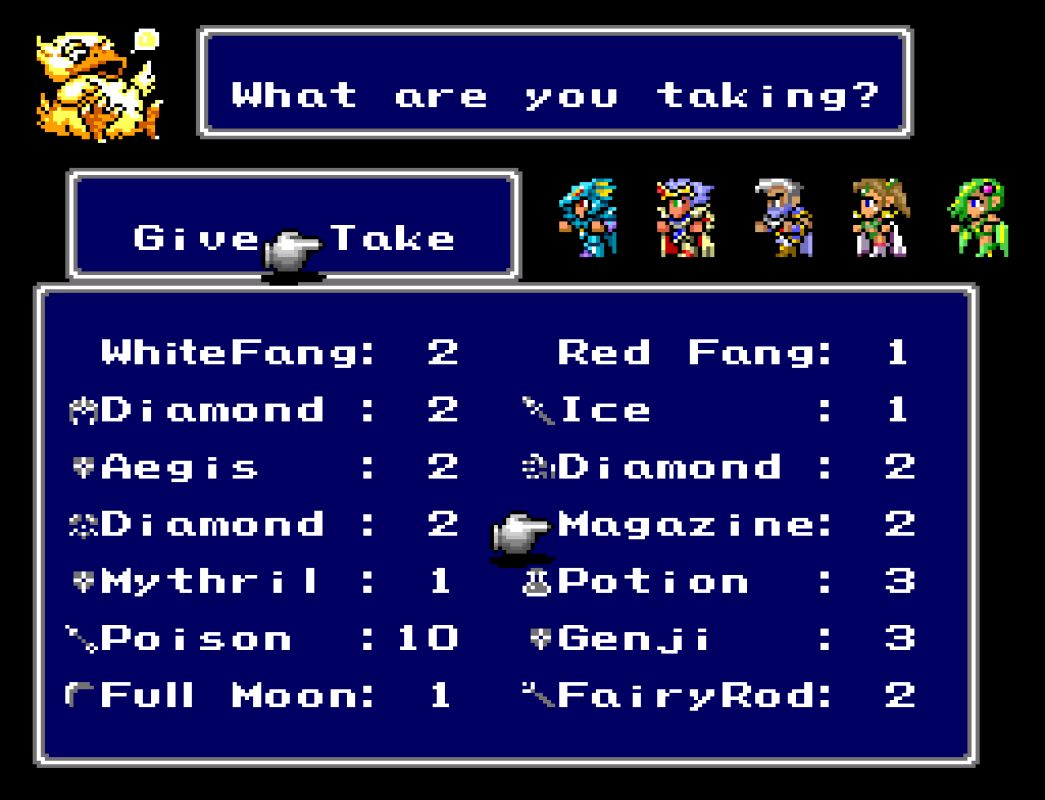 What are you taking?
Give Take
WhiteFang: 2 Red Fang: 1
Diamond : 2 Ice : 1
Aegis : 2 Diamond : 2
Diamond : 2 Magazine: 2
Mythril : 1 Potion : 3
Poison :10 Genji : 3
Full Moon: 1 FairyRod: 2